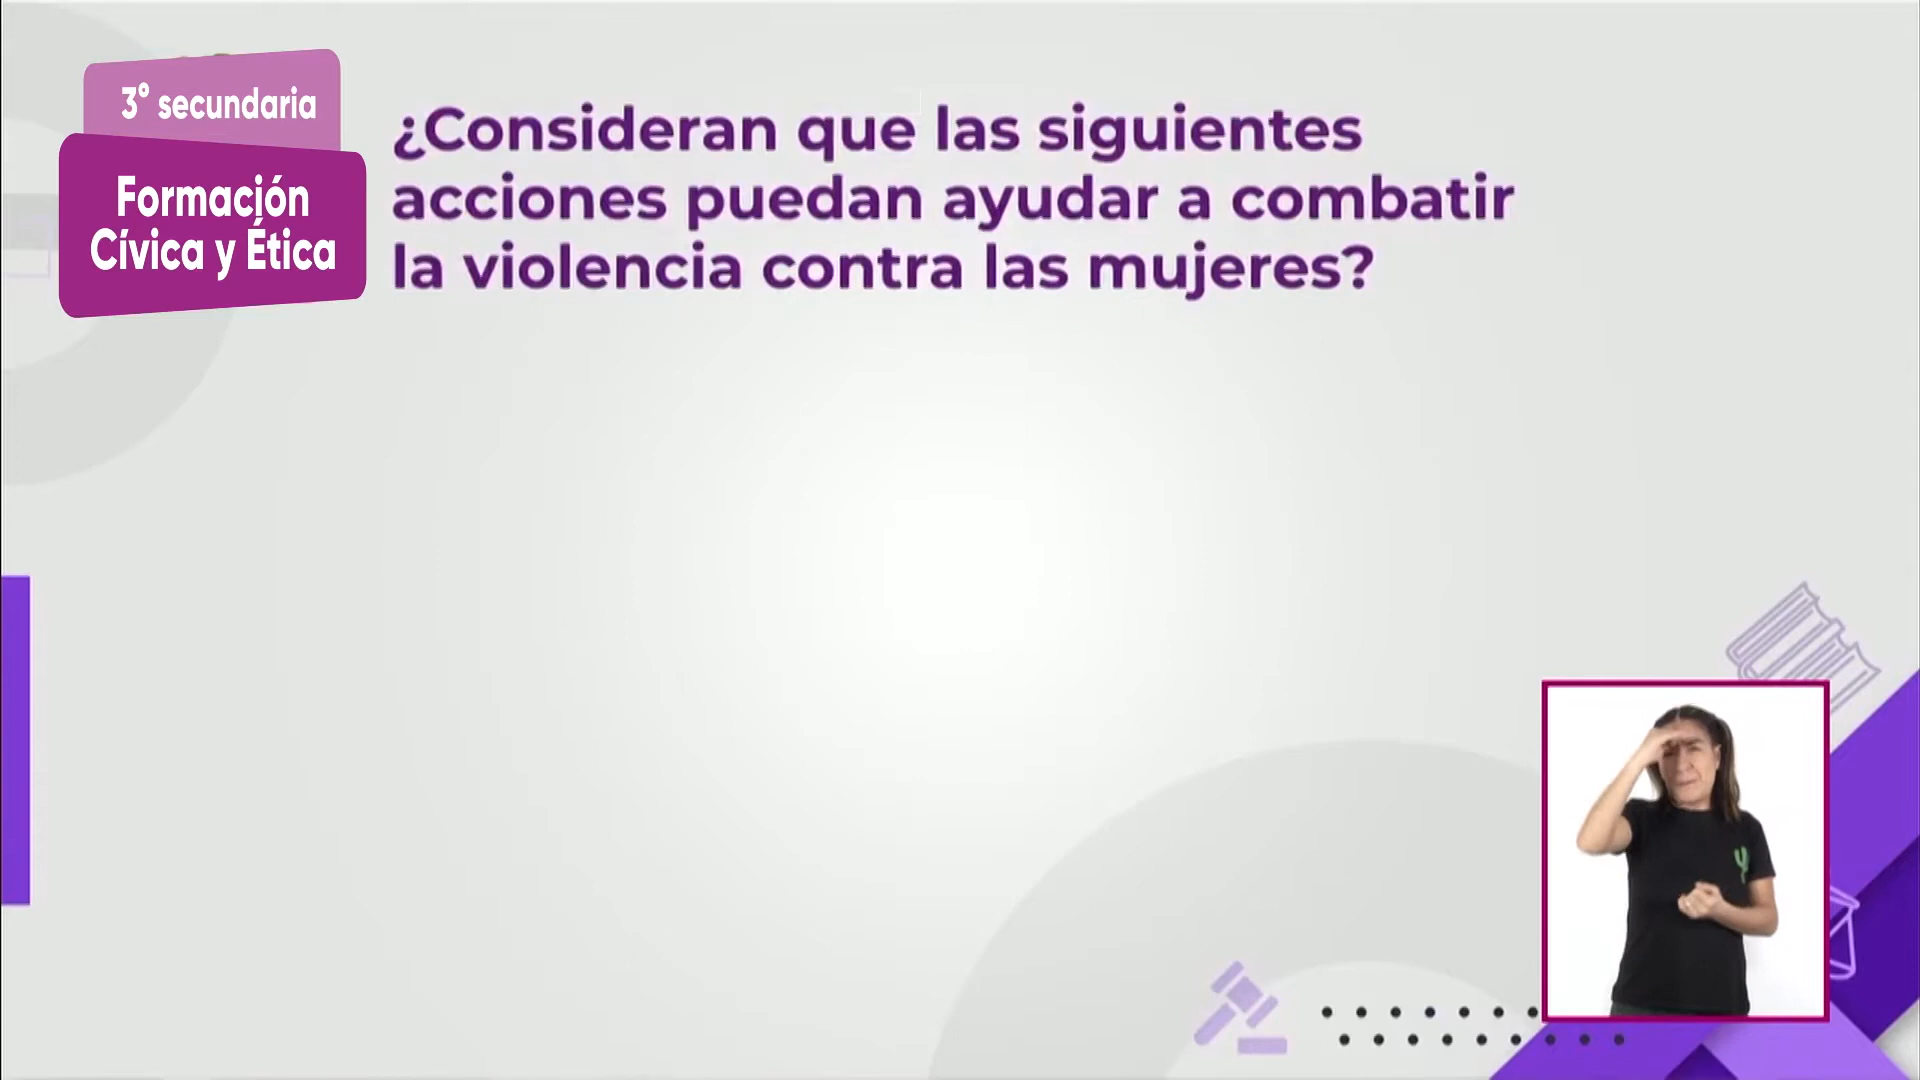 3° secundaria
Formación
Cívica y Ética
¿Consideran que las siguientes
acciones puedan ayudar a combatir
la violencia contra las mujeres?